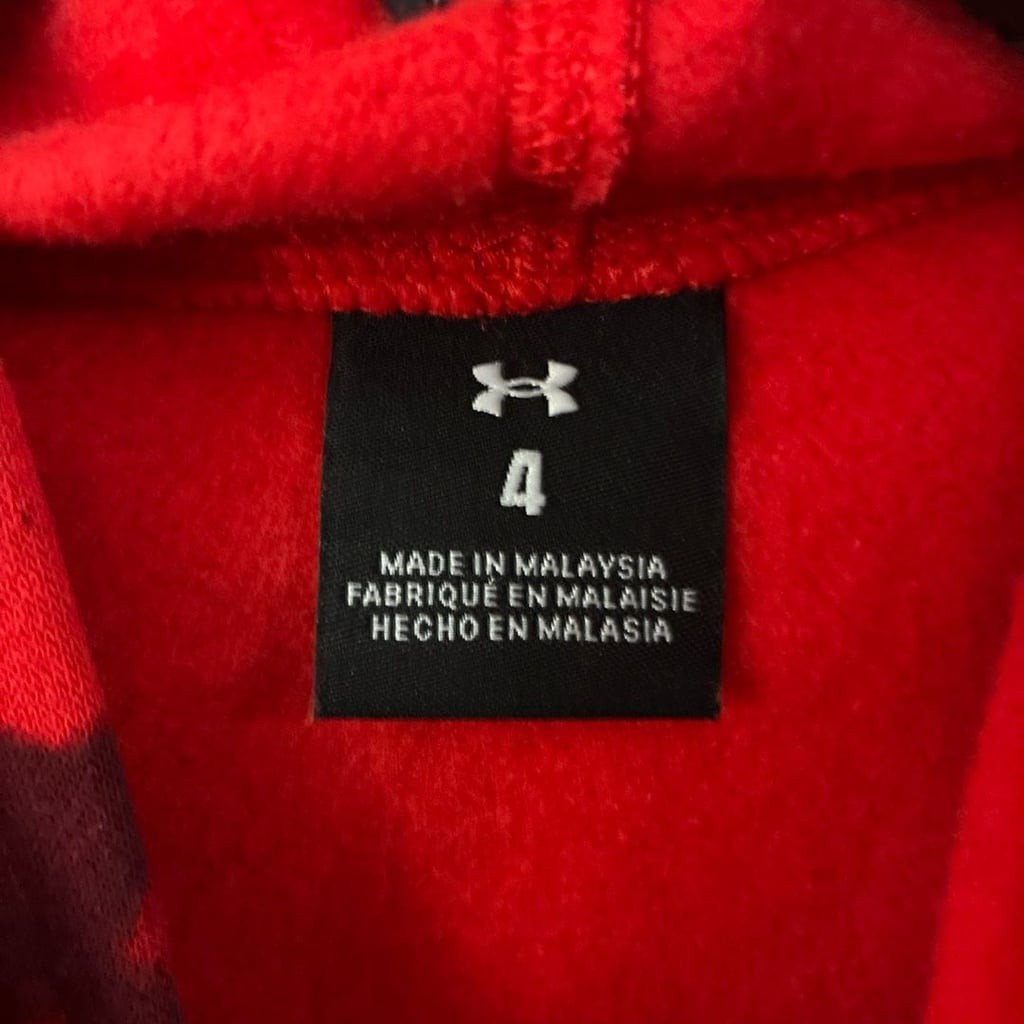 4
MADE IN MALAYSIA
FABRIQUÉ EN MALAISIE
HECHO EN MALASIA